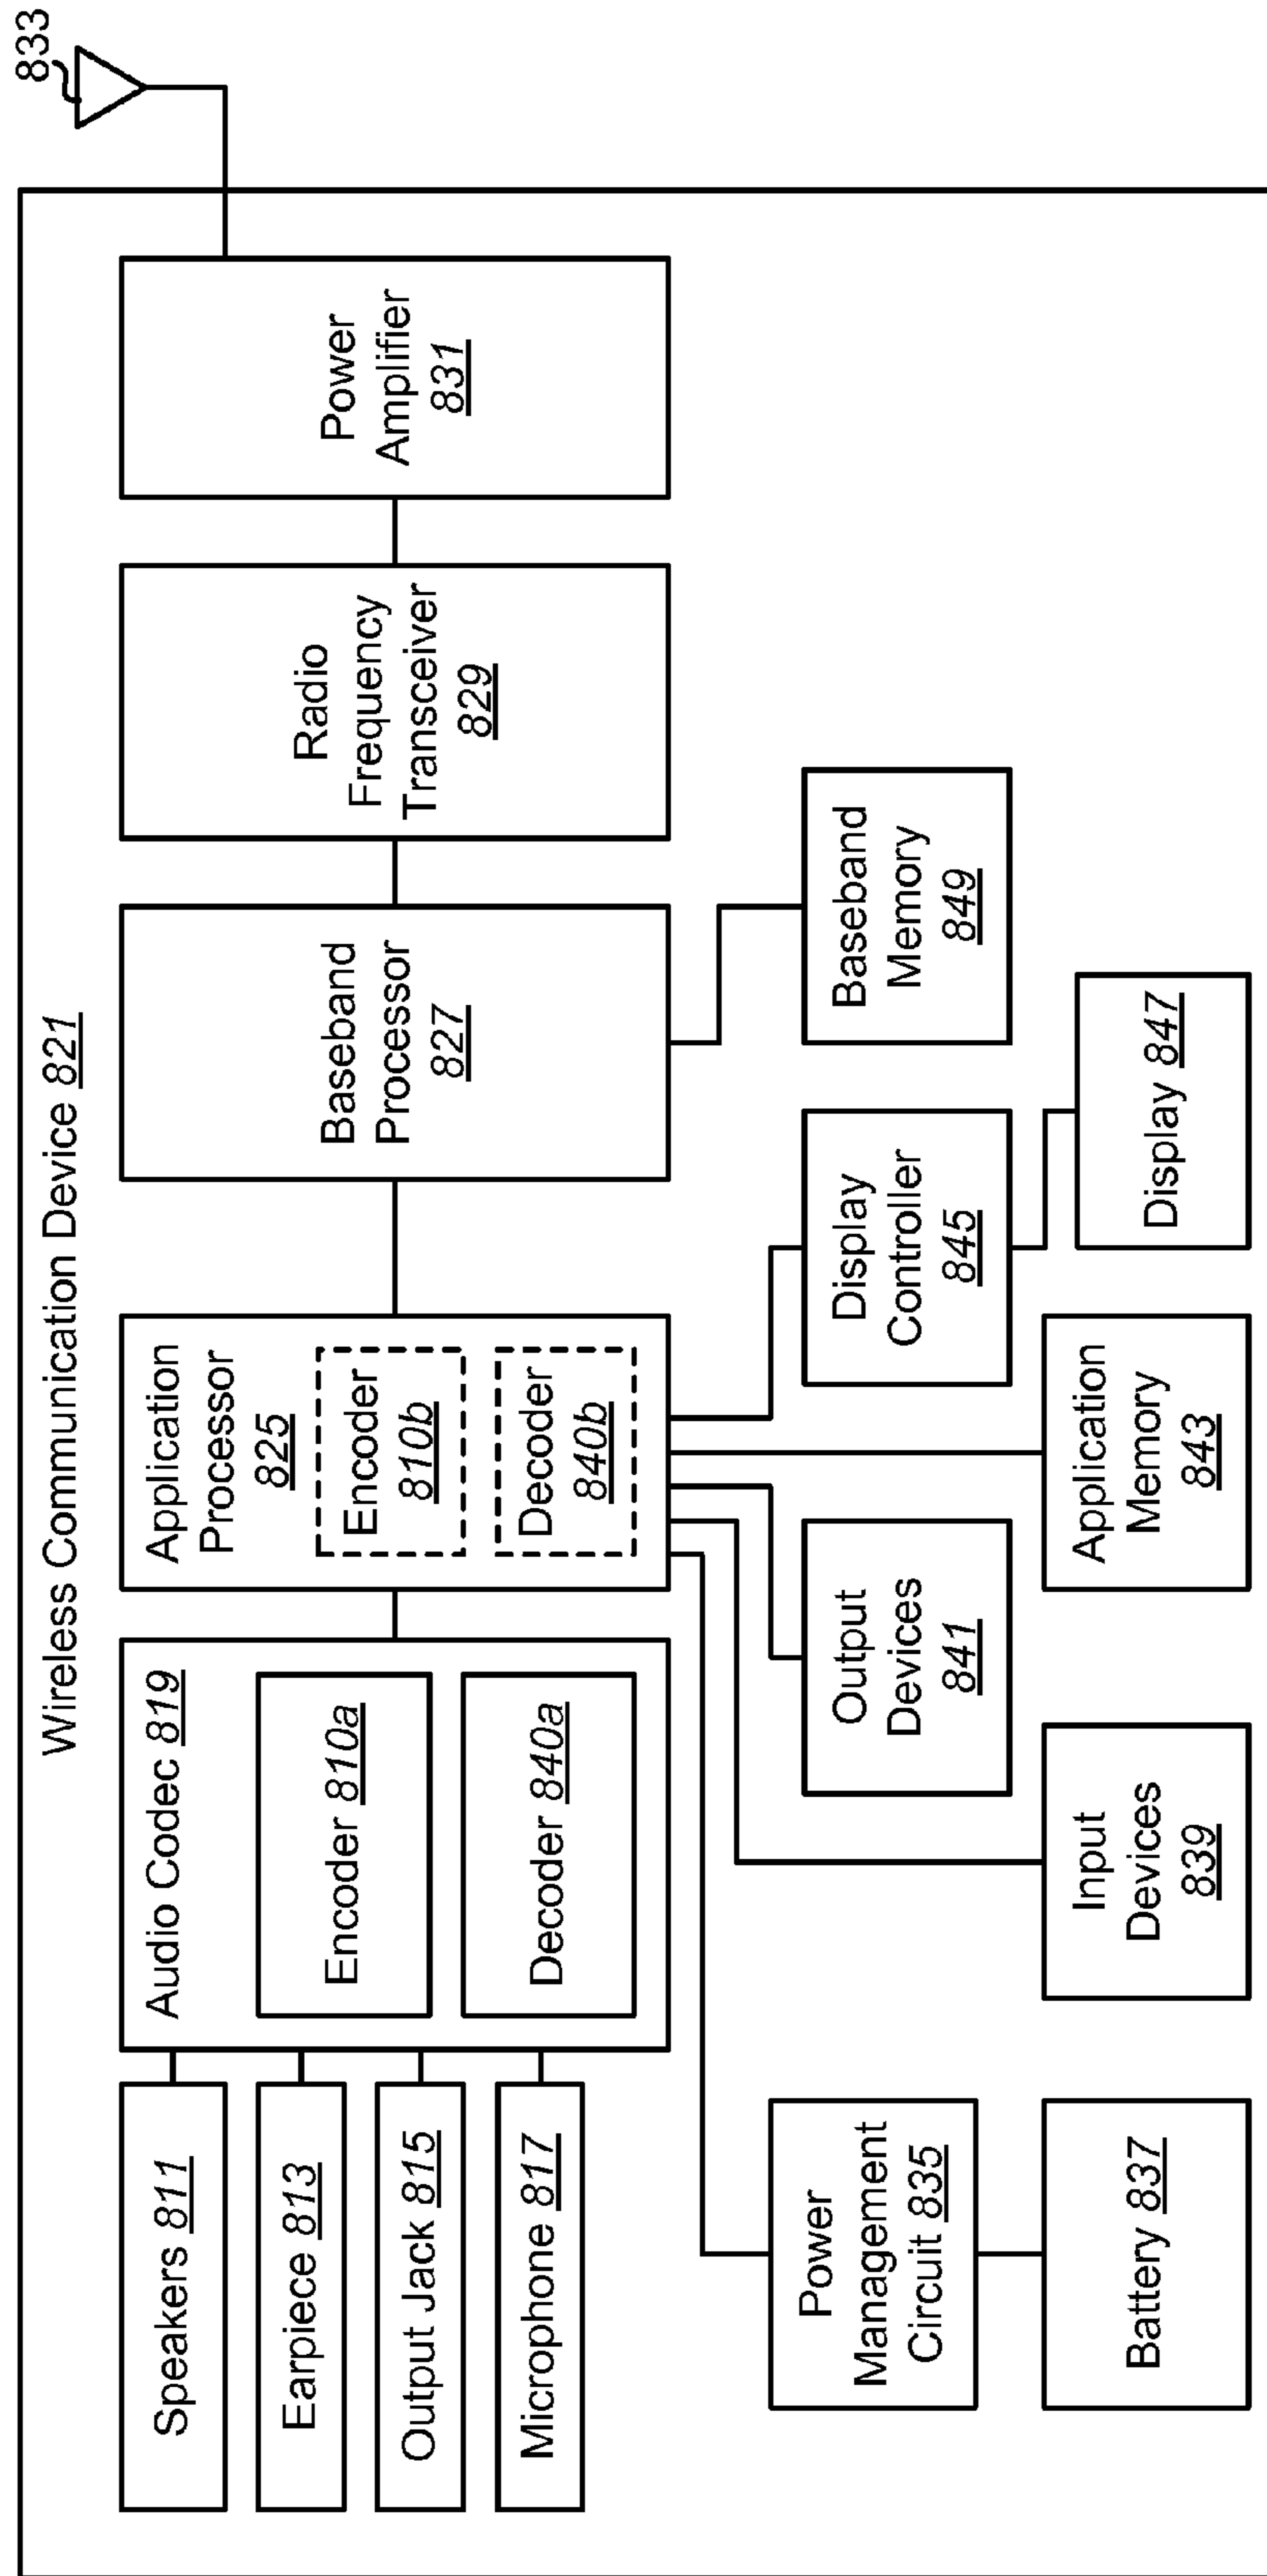 Wireless Communication Device 821
833
Speakers 811
Earpiece 813
Output Jack 815
Microphone 817
Audio Codec 819
Encoder 810a
Decoder 840a
Application
Processor
825
Encoder
810b
Decoder
840b
Baseband
Processor
827
Radio
Frequency
Transceiver
829
Power
Amplifier
831
Power
Management
Circuit 835
Battery 837
Input
Devices
839
Output
Devices
841
Application
Memory
843
Display
Controller
845
Display 847
Baseband
Memory
849